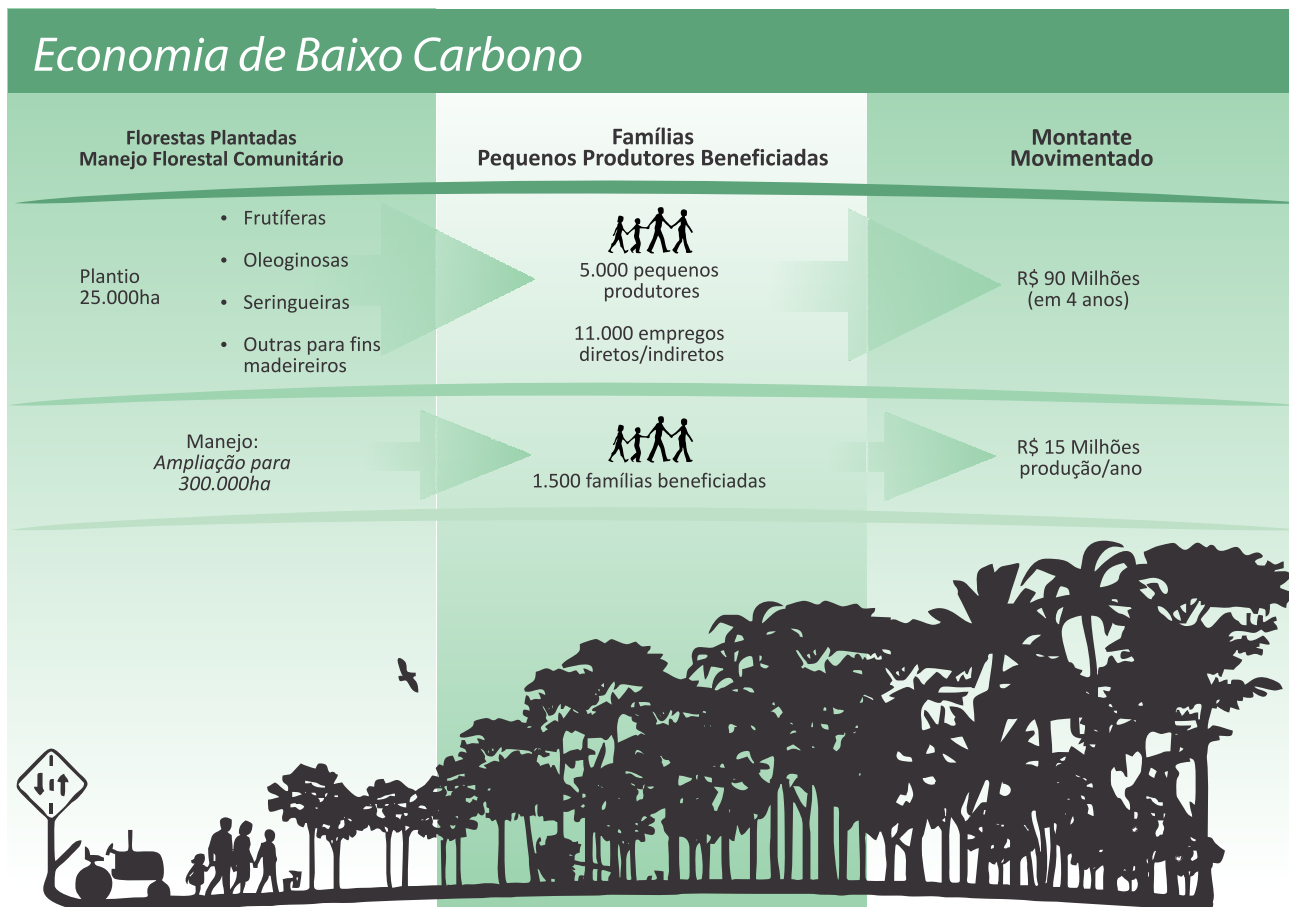 Economia de Baixo Carbono
Florestas Plantadas
Manejo Florestal Comunitário
Famílias
Pequenos Produtores Beneficiadas
Montante
Movimentado
Plantio
25.000ha
• Frutíferas
• Oleoginosas
• Seringueiras
• Outras para fins
madeireiros
5.000 pequenos
produtores
11.000 empregos
diretos/indiretos
R$ 90 Milhões
(em 4 anos)
Manejo:
Ampliação para
300.000ha
1.500 famílias beneficiadas
R$ 15 Milhões
produção/ano